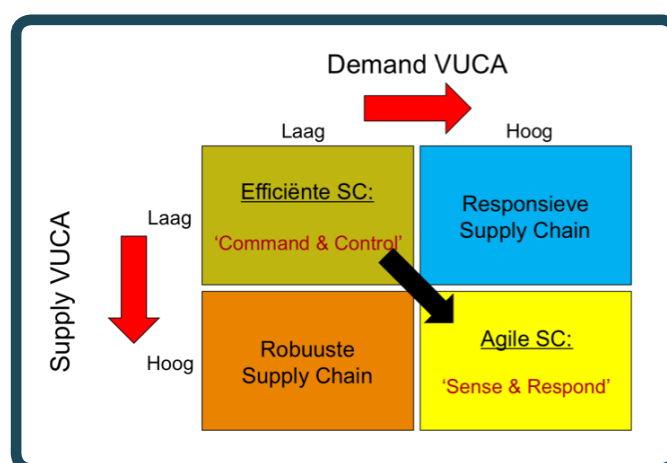 Demand VUCA
Laag
Hoog
Supply VUCA
Laag
Hoog
Efficiënte SC:
‘Command & Control’
Responsieve
Supply Chain
Robuuste
Supply Chain
Agile SC:
‘Sense & Respond’